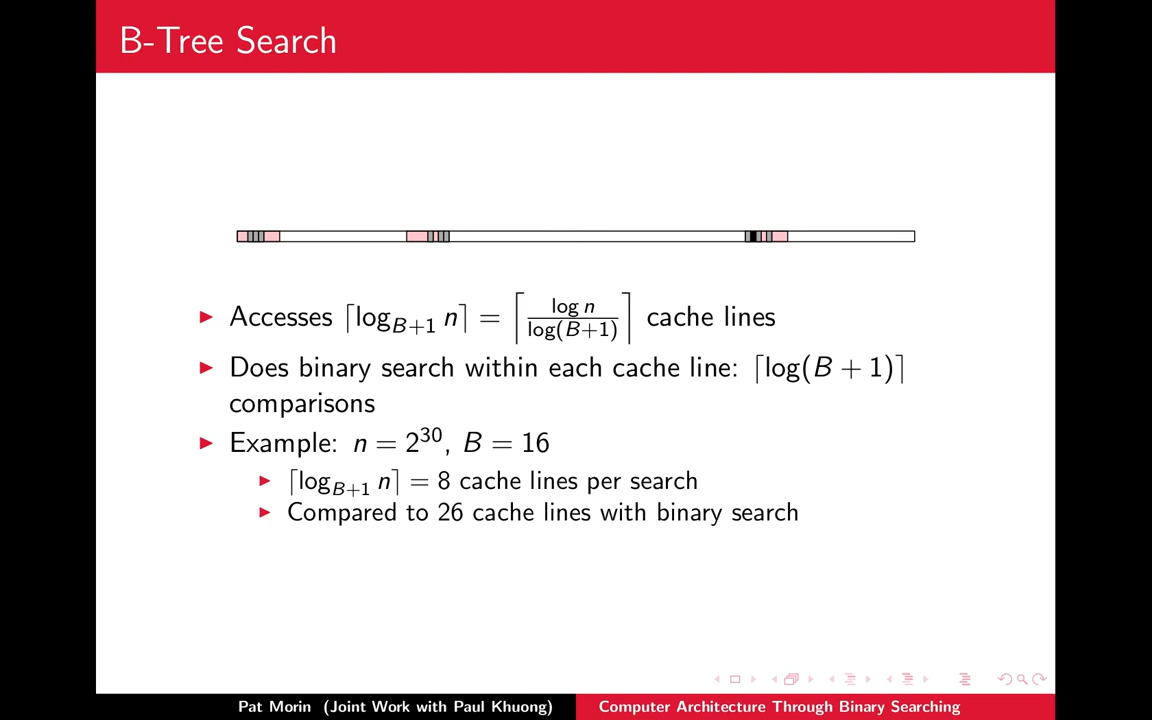 B-Tree Search
▶ Accesses ⌈log_{B+1} n⌉ = ⌈log n / log(B+1)⌉ cache lines
▶ Does binary search within each cache line: ⌈log(B + 1)⌉
comparisons
▶ Example: n = 2^{30}, B = 16
▶ ⌈log_{B+1} n⌉ = 8 cache lines per search
▶ Compared to 26 cache lines with binary search
Pat Morin (Joint Work with Paul Khuong) Computer Architecture Through Binary Searching